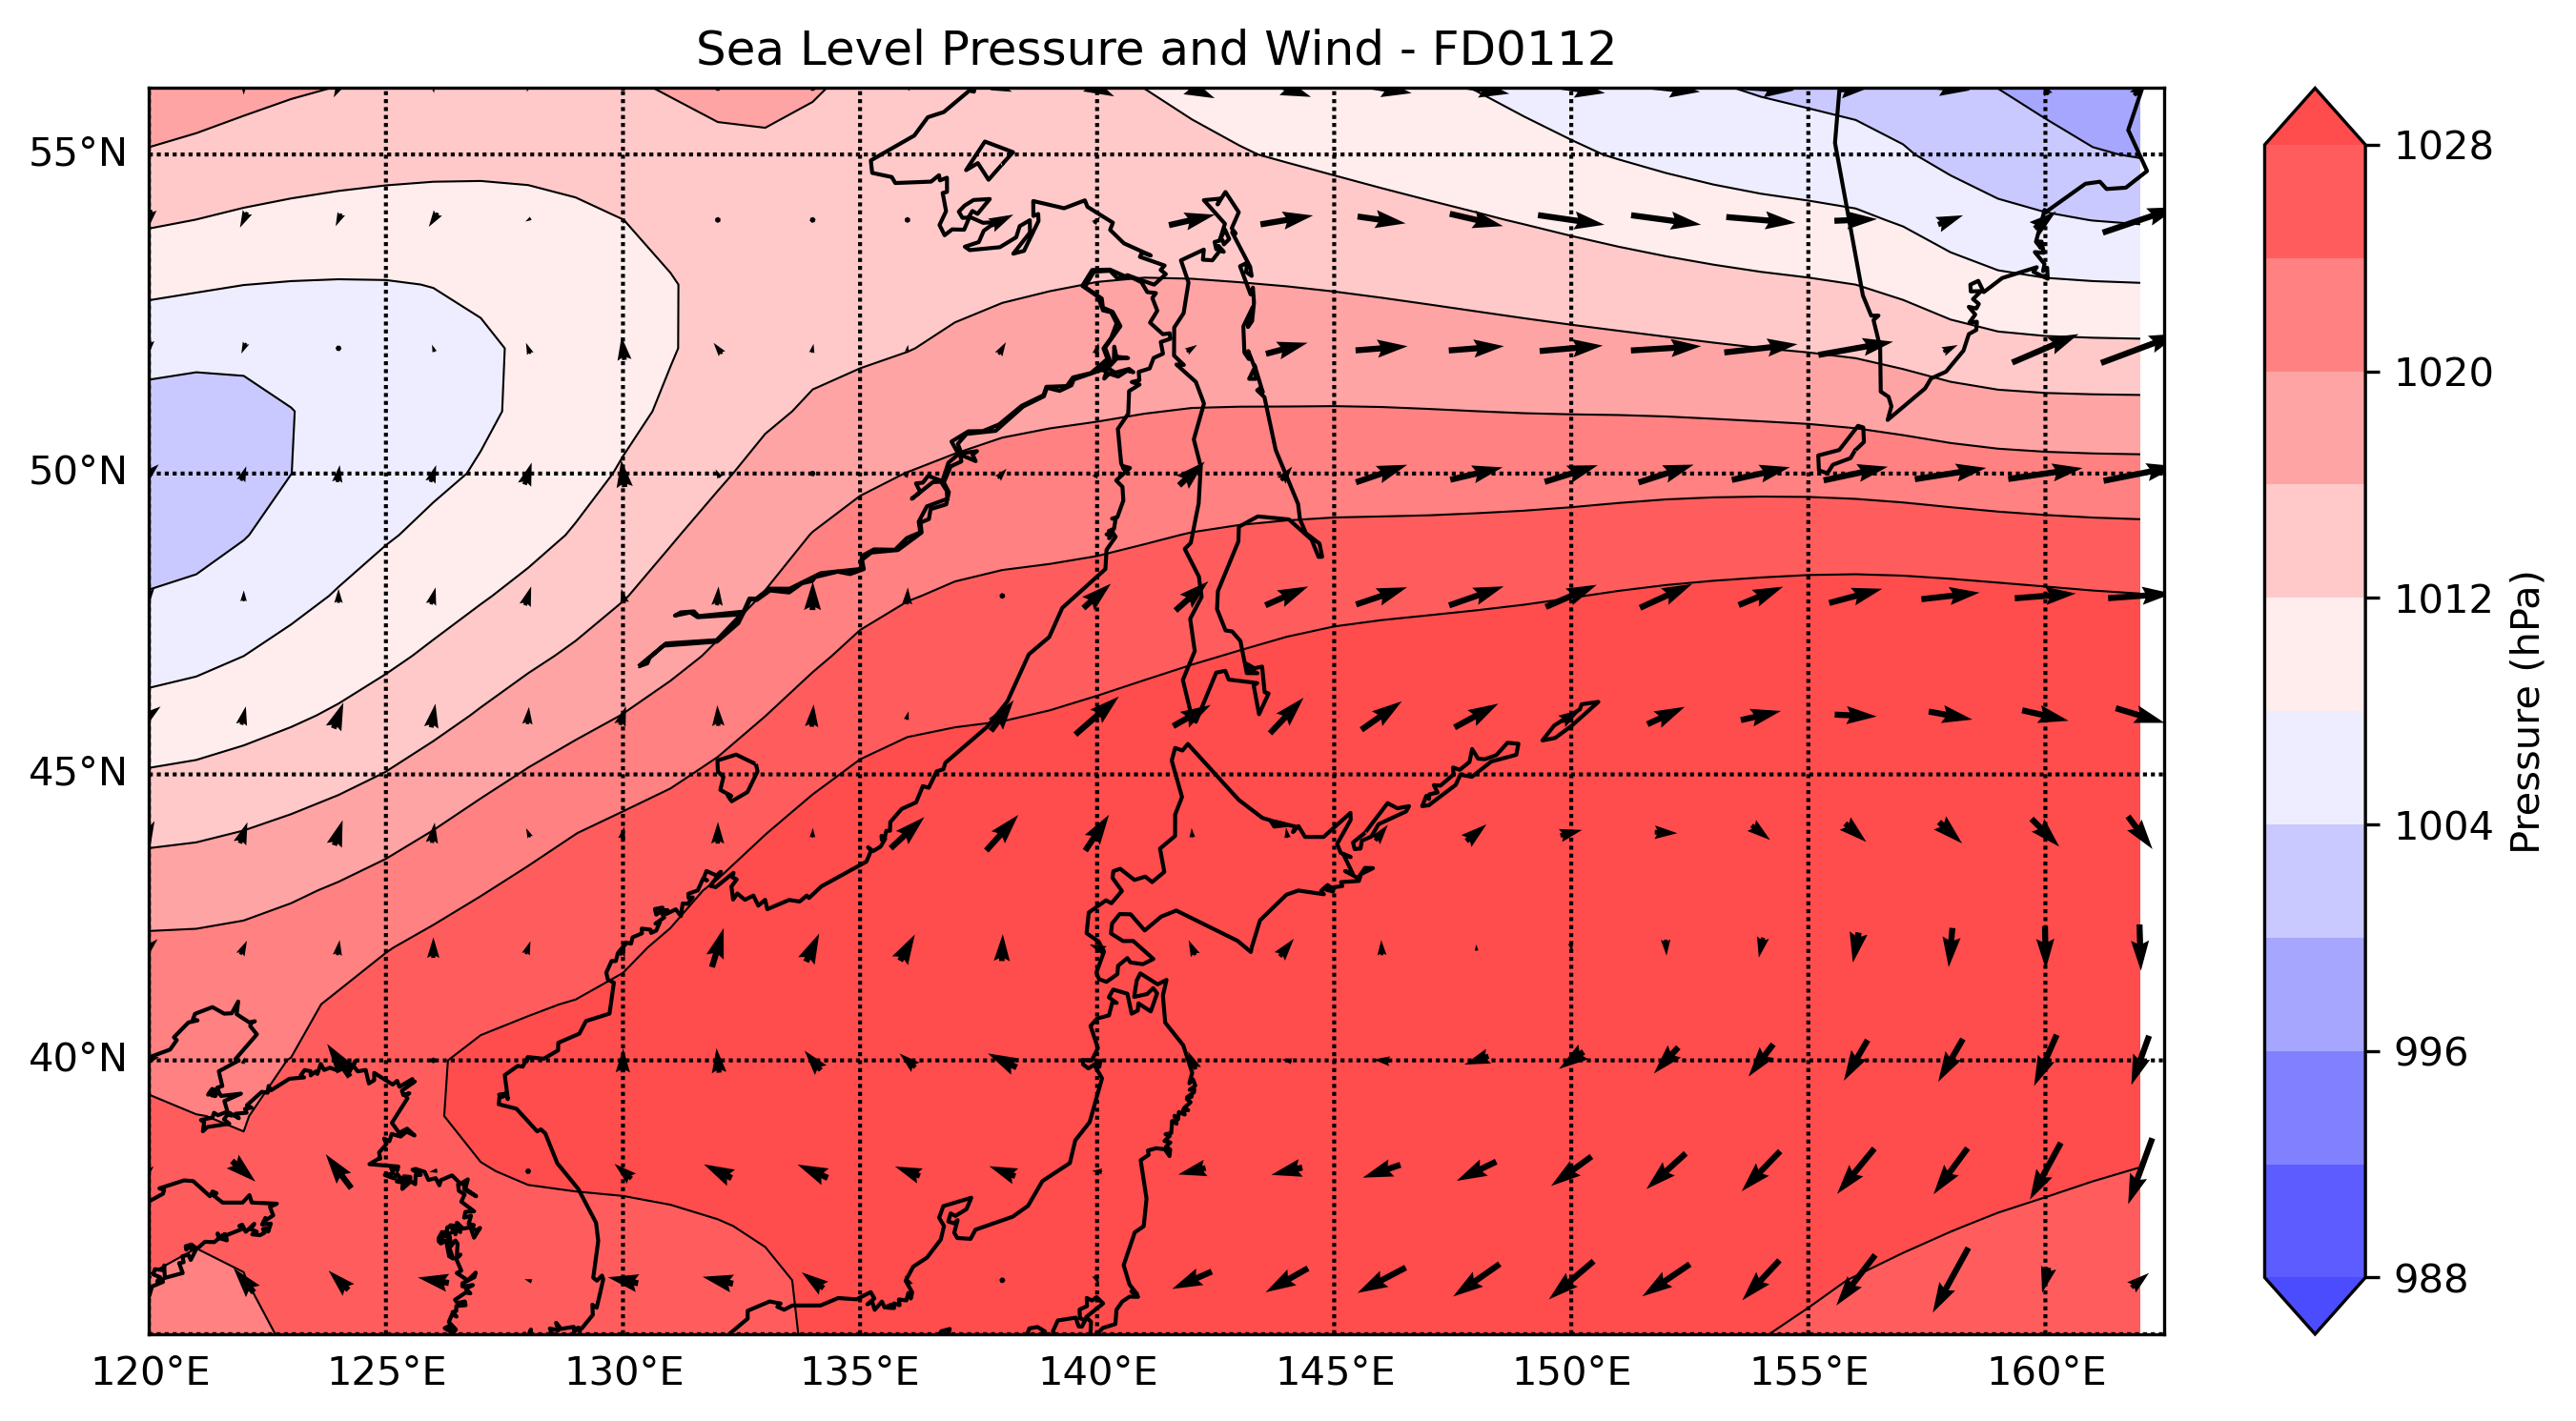 Sea Level Pressure and Wind - FD0112
55°N
50°N
45°N
40°N
120°E 125°E 130°E 135°E 140°E 145°E 150°E 155°E 160°E
1028
1020
1012
1004
996
988
Pressure (hPa)